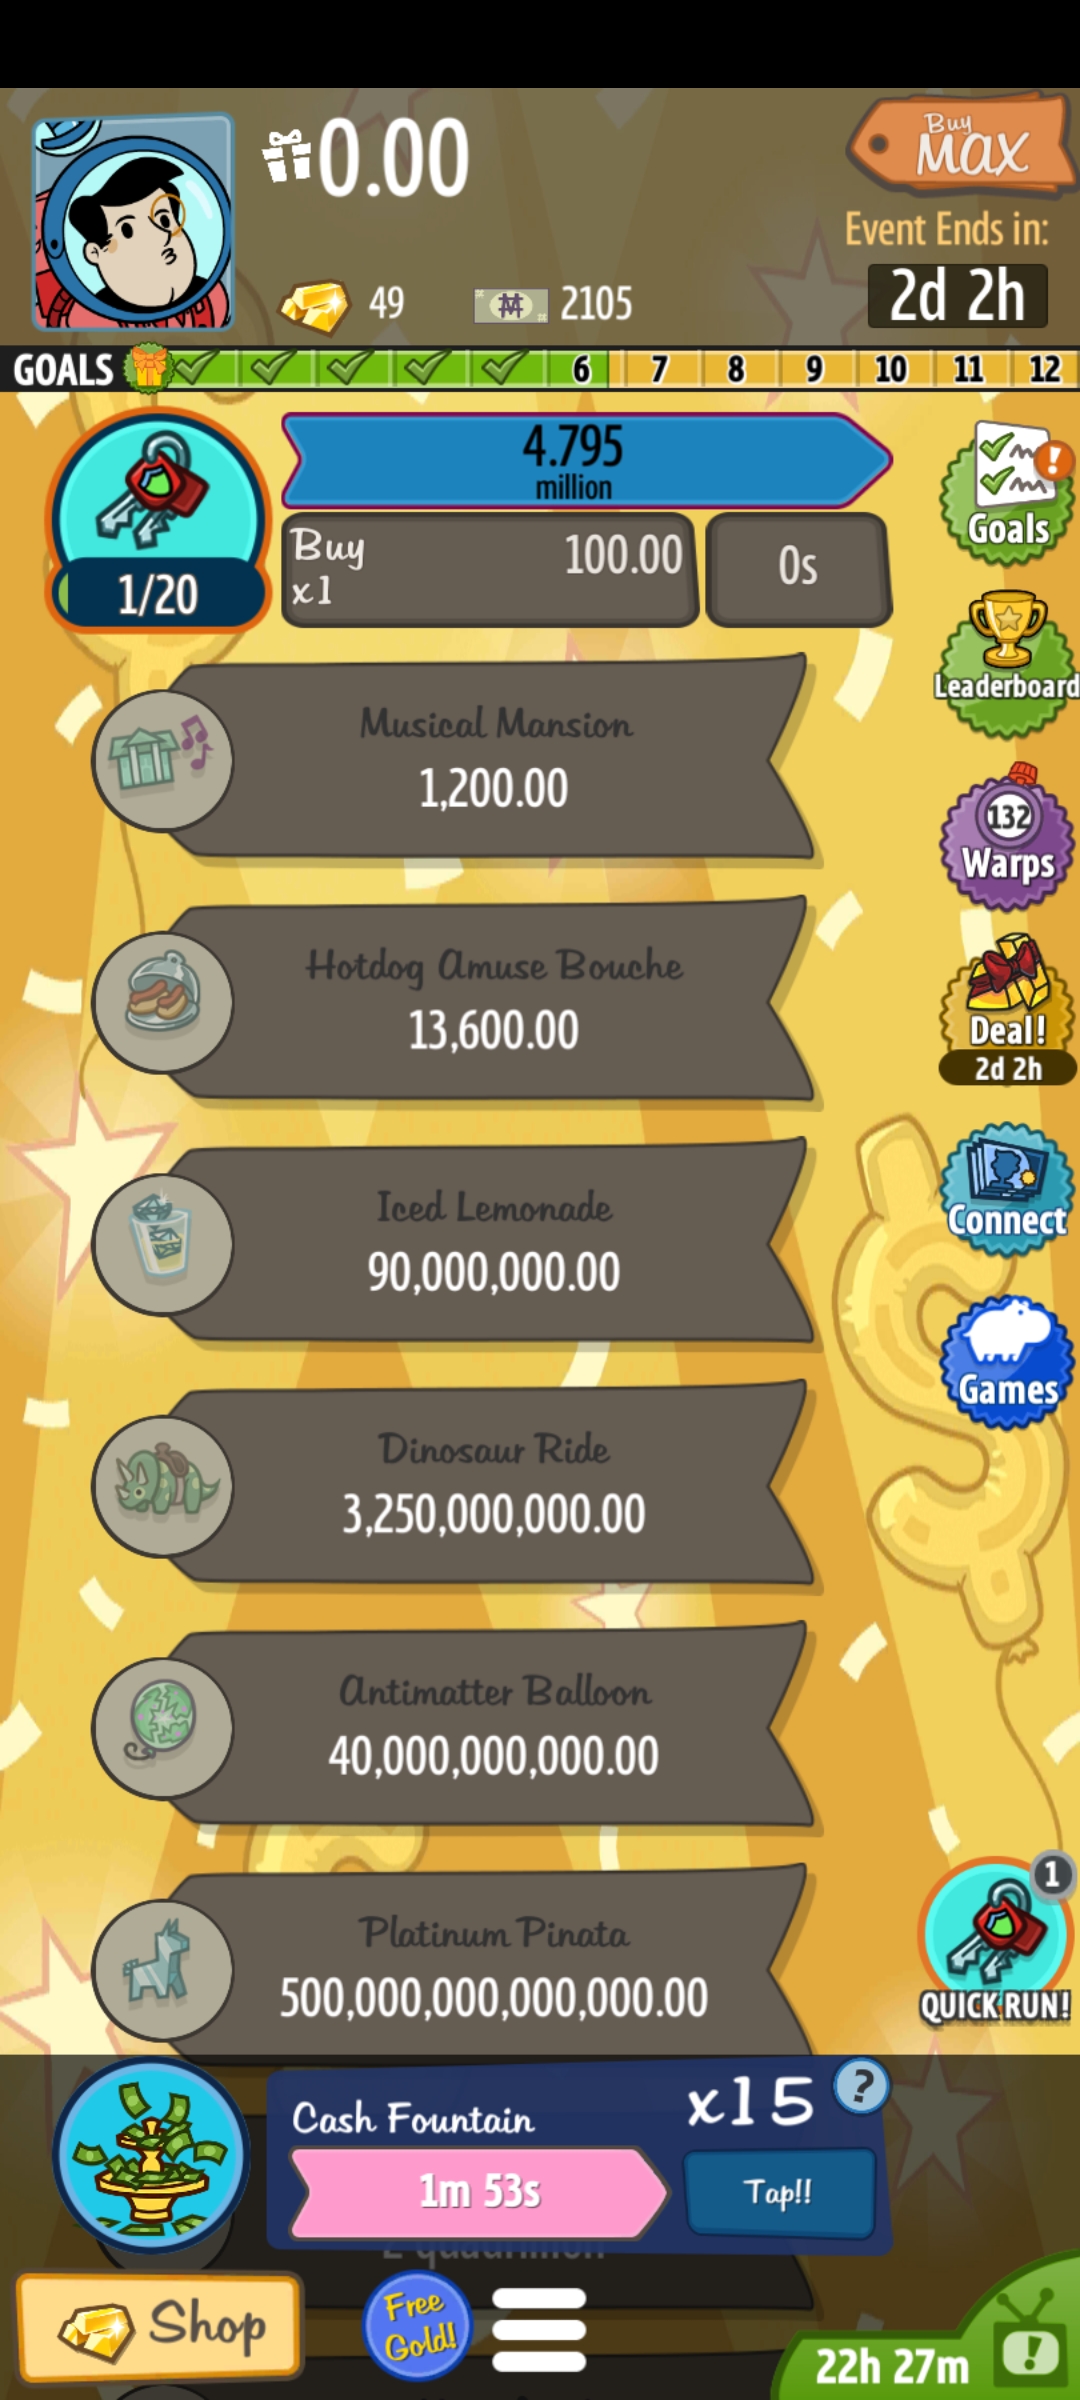 0.00
Buy
MAX
Event Ends in:
49
2105
2d 2h
GOALS
6
7
8
9
10
11
12
4.795
million
Buy
x1
100.00
0s
1/20
Goals
Leaderboard
Musical Mansion
1,200.00
132
Warps
Hotdog Amuse Bouche
13,600.00
Deal!
2d 2h
Iced Lemonade
90,000,000.00
Connect
Games
Dinosaur Ride
3,250,000,000.00
Antimatter Balloon
40,000,000,000.00
1
QUICK RUN!
Platinum Pinata
500,000,000,000,000.00
Cash Fountain
x15
?
1m 53s
Tap!!
Shop
Free
Gold!
22h 27m